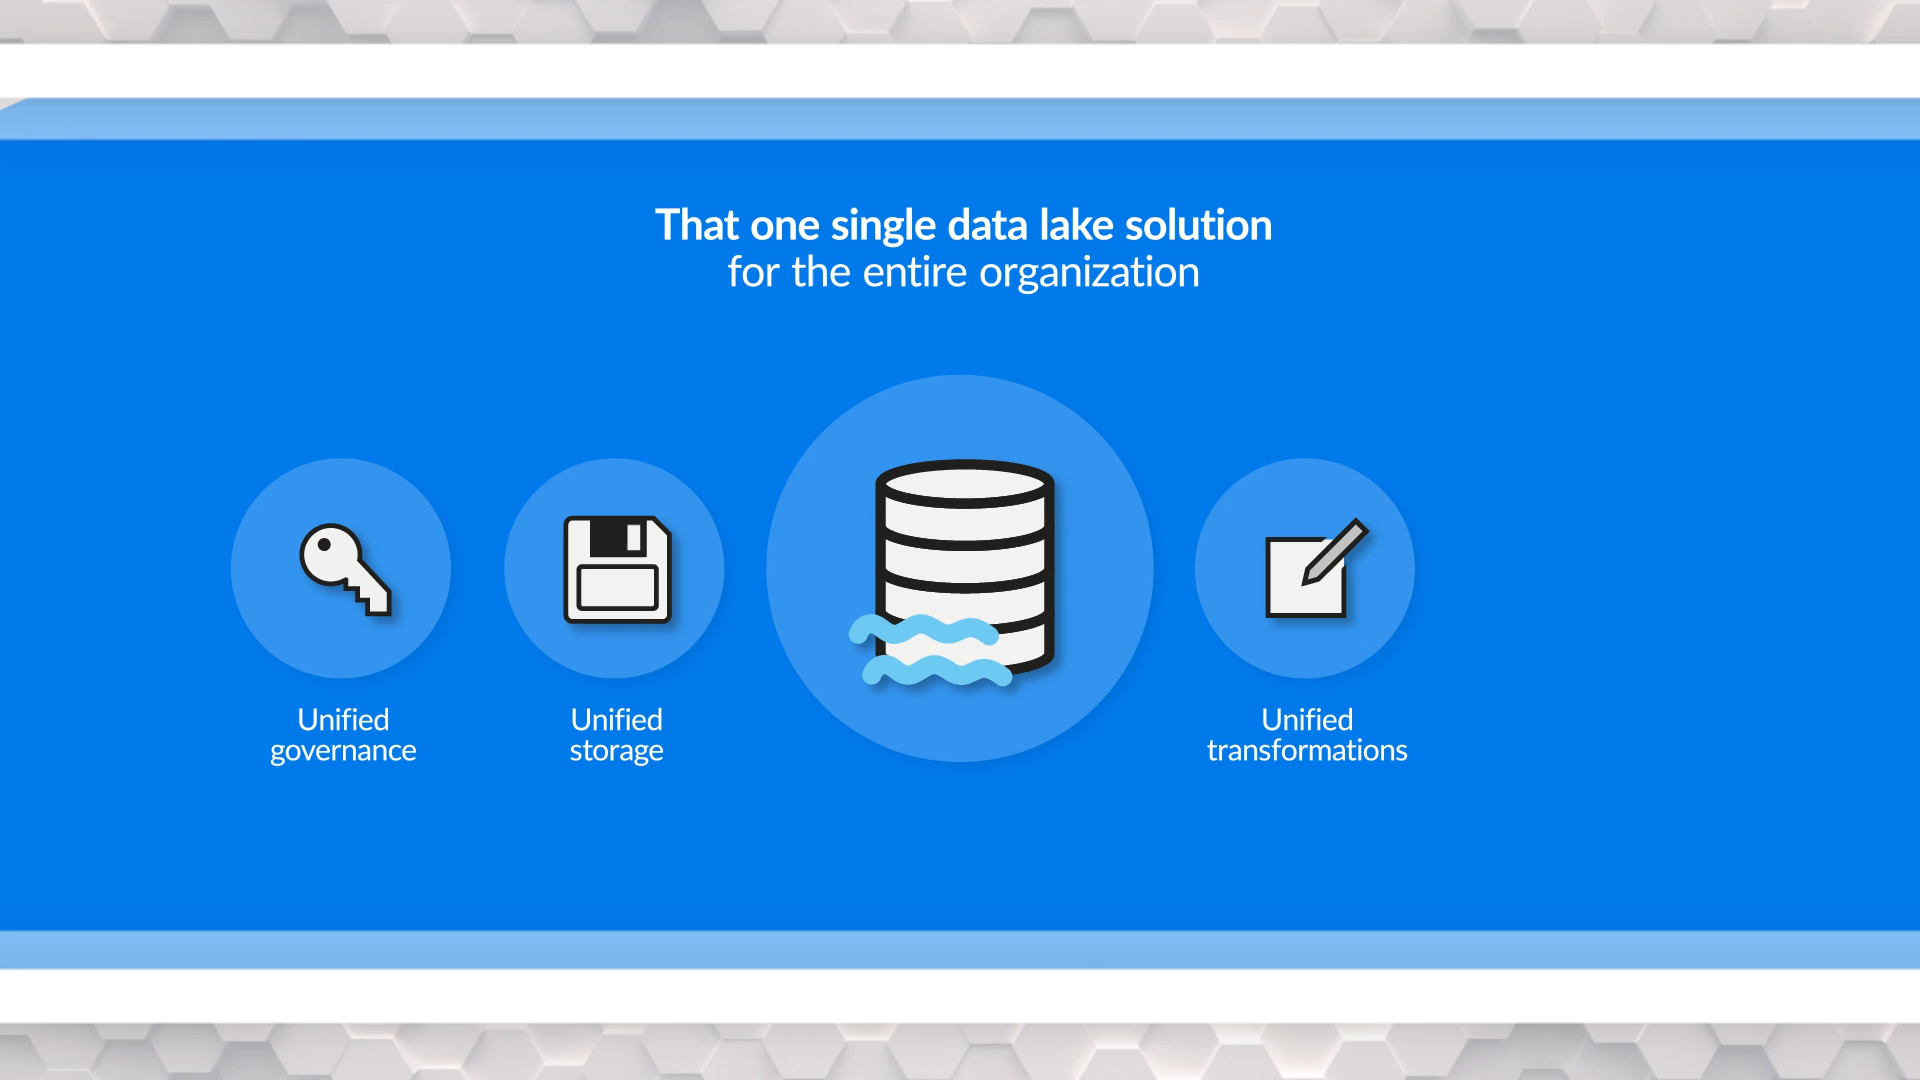 That one single data lake solution
for the entire organization
Unified
governance
Unified
storage
Unified
transformations